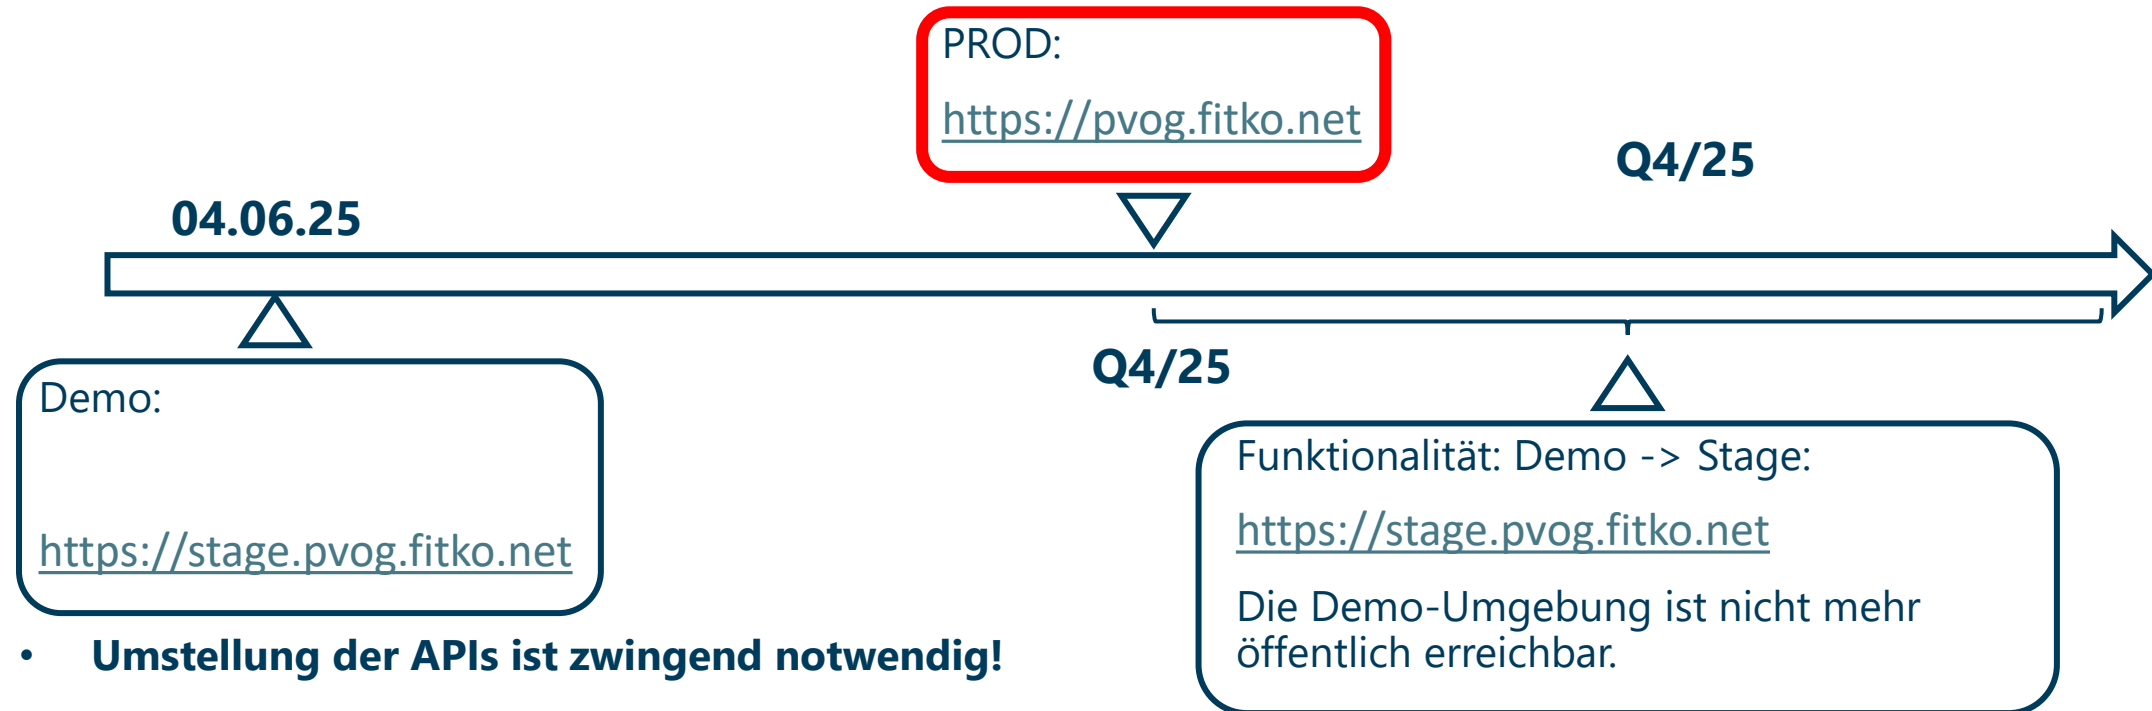 PROD:
https://pvog.fitko.net
Q4/25
04.06.25
Q4/25
Demo:
https://stage.pvog.fitko.net
Funktionalität: Demo -> Stage:
https://stage.pvog.fitko.net
Die Demo-Umgebung ist nicht mehr
öffentlich erreichbar.
• Umstellung der APIs ist zwingend notwendig!